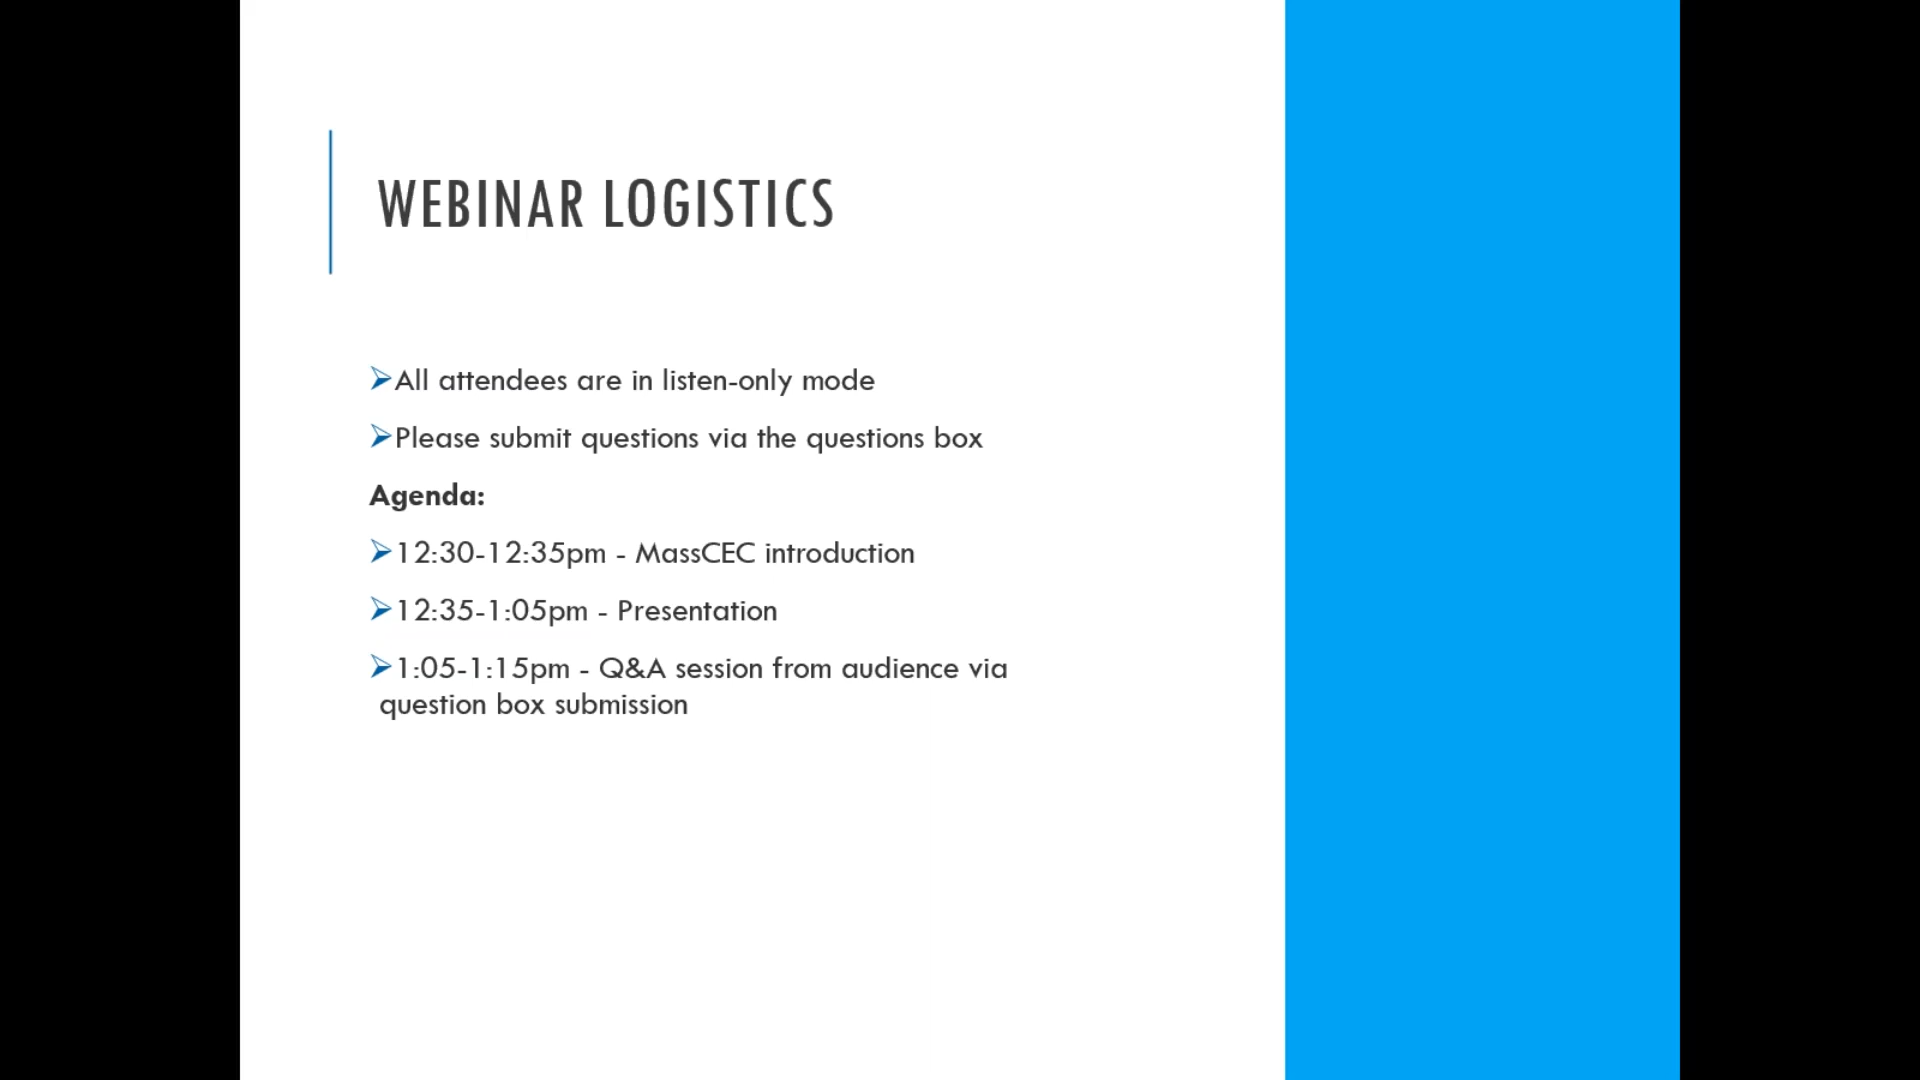 WEBINAR LOGISTICS
➢All attendees are in listen-only mode
➢Please submit questions via the questions box
Agenda:
➢12:30-12:35pm - MassCEC introduction
➢12:35-1:05pm - Presentation
➢1:05-1:15pm - Q&A session from audience via
question box submission